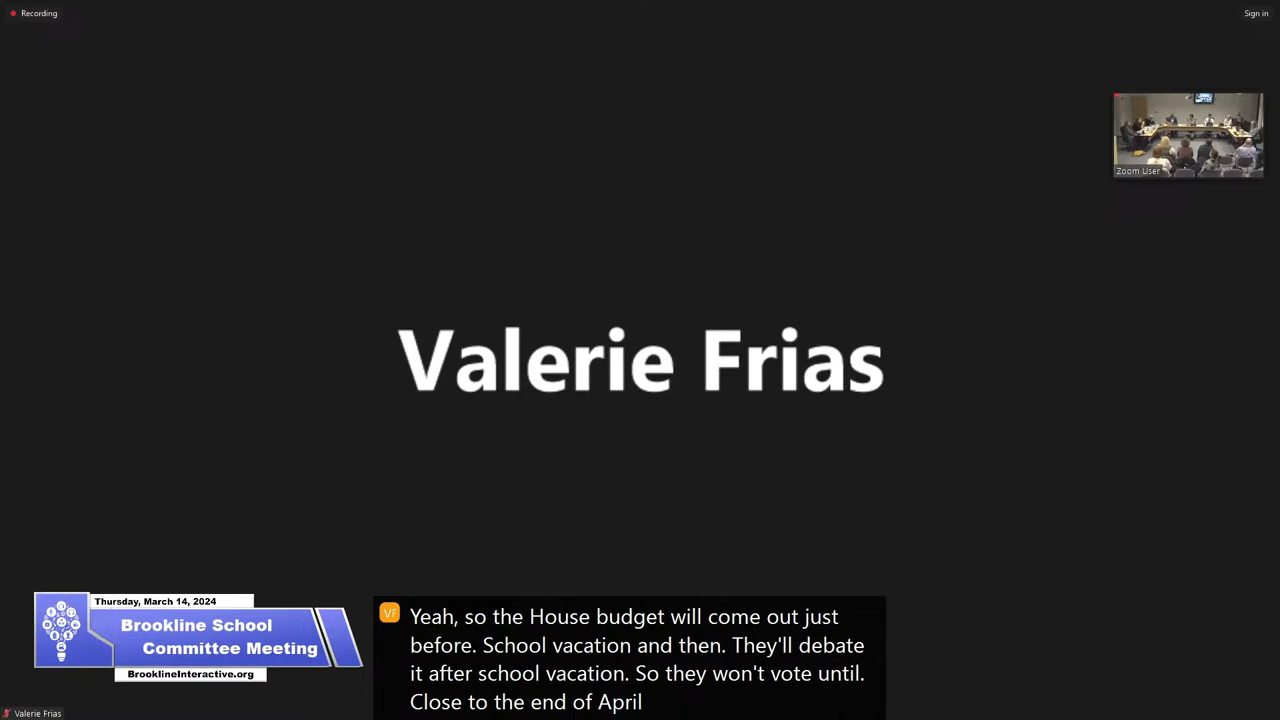 Recording
Sign in
Zoom User
Valerie Frias
Thursday, March 14, 2024
Brookline School
Committee Meeting
BrooklineInteractive.org
VF
Yeah, so the House budget will come out just
before. School vacation and then. They'll debate
it after school vacation. So they won't vote until.
Close to the end of April
Valerie Frias